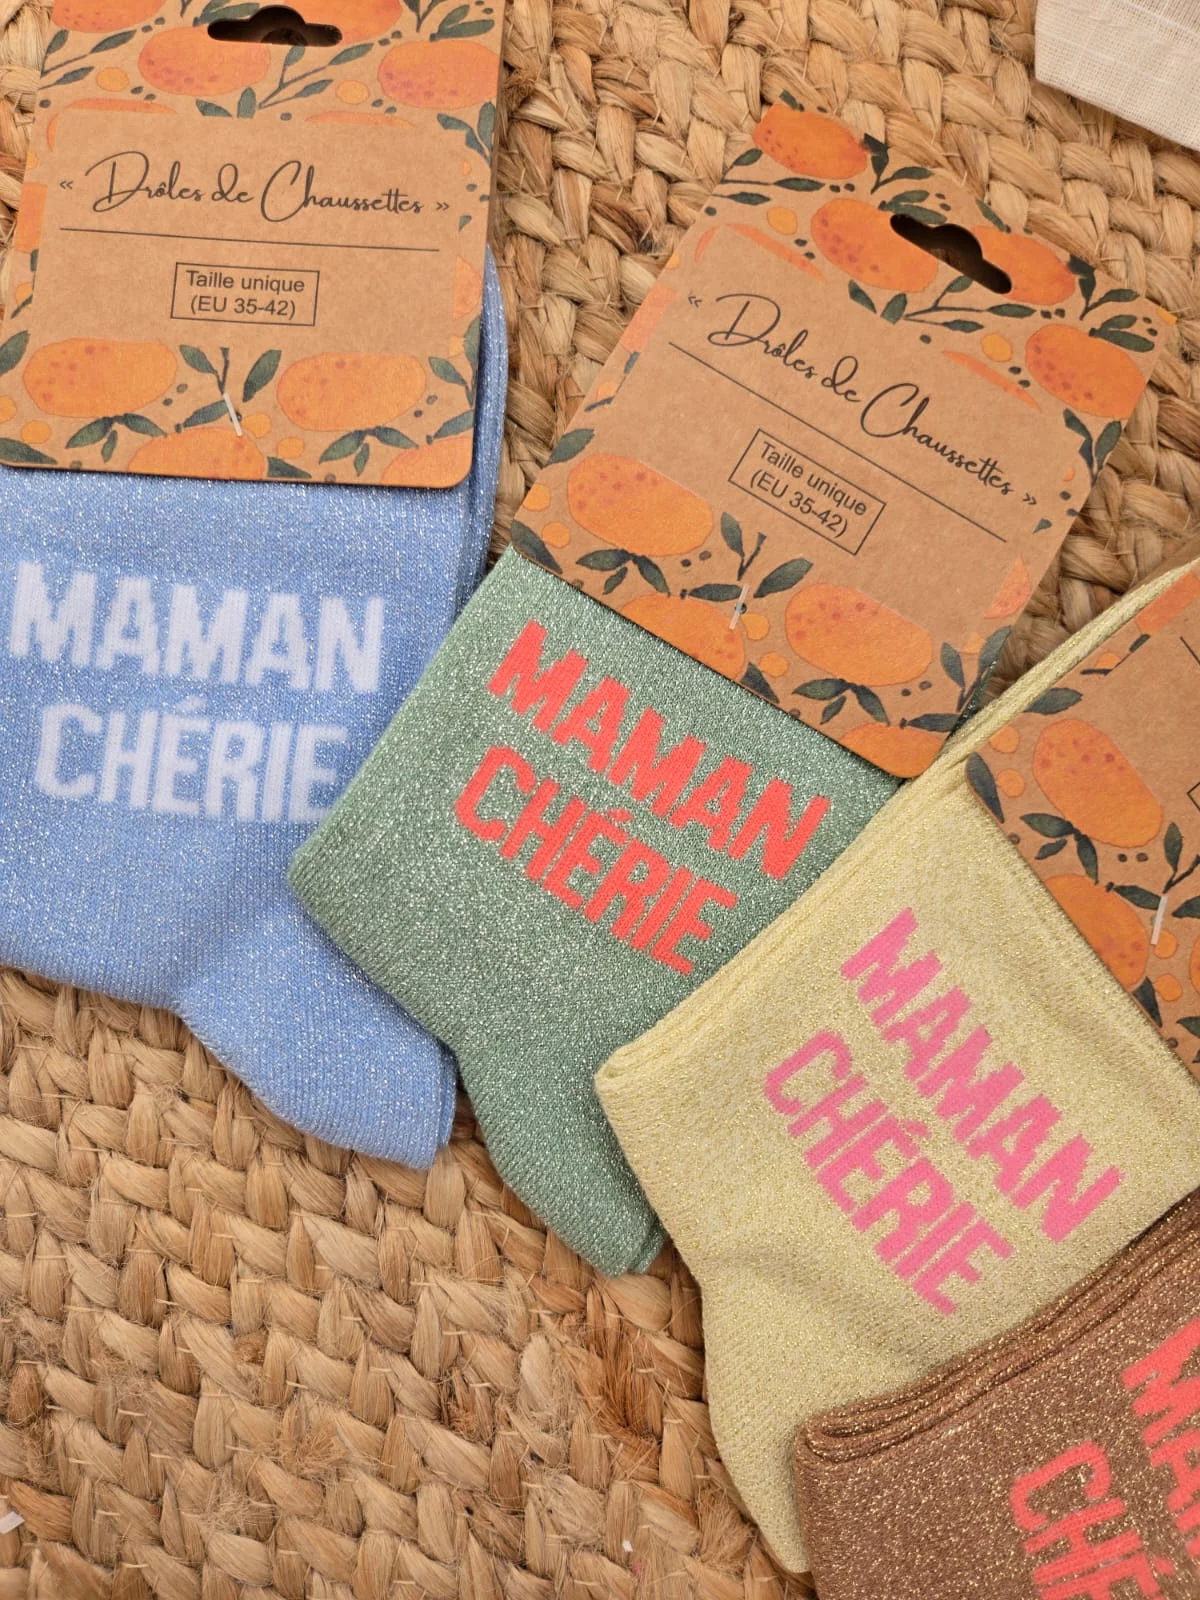 « Drôles de Chaussettes »
Taille unique
(EU 35-42)
MAMAN
CHÉRIE
« Drôles de Chaussettes »
Taille unique
(EU 35-42)
MAMAN
CHÉRIE
MAMAN
CHÉRIE